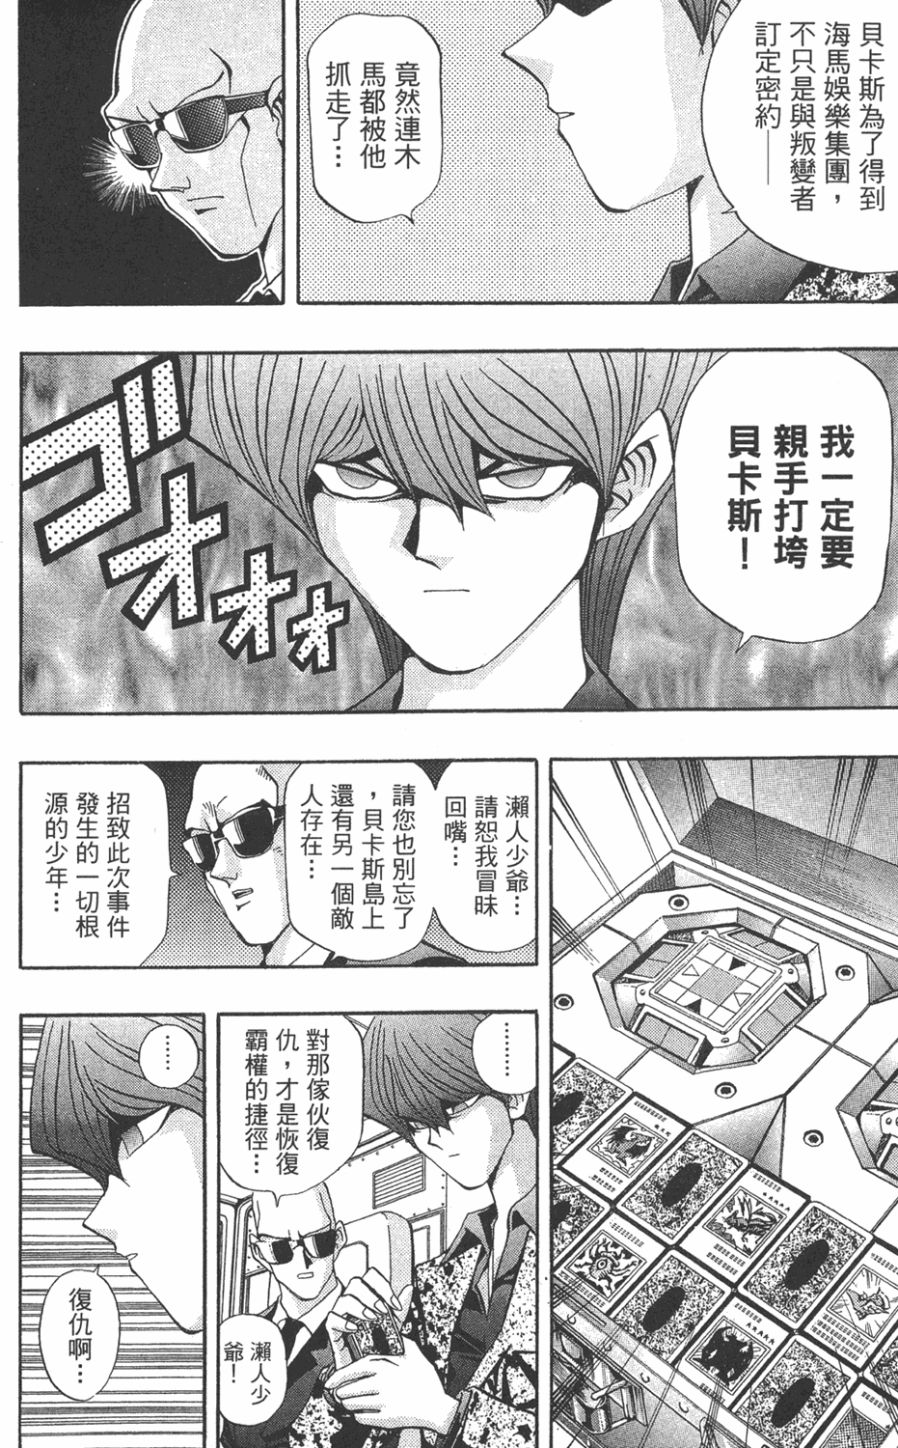 貝卡斯為了得到
海馬娛樂集團，
不只是與叛變者
訂定密約——
竟然連木
馬都被他
抓走了…
我一定要
親手打垮
貝卡斯！
ゴォォォ
瀨人少爺…
請恕我冒昧
回嘴…
請您也別忘了
，貝卡斯島上
還有另一個敵
人存在…
招致此次事件
發生的一切根
源的少年…
………
對那傢伙復
仇，才是恢復
霸權的捷徑…
瀨人少
爺！
……
復仇啊…